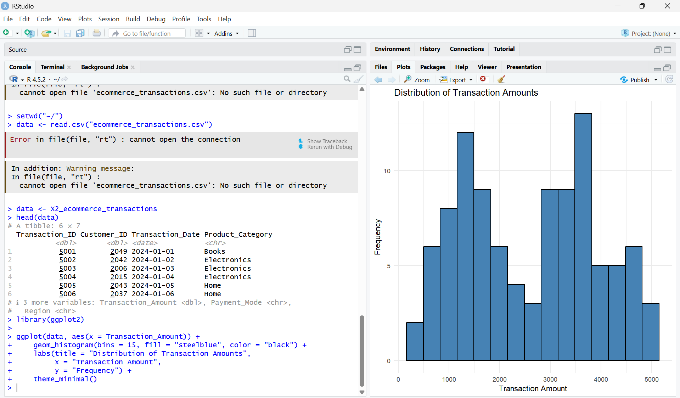 RStudio
File Edit Code View Plots Session Build Debug Profile Tools Help
Go to file/function Addins Project: (None)
Source
Console Terminal Background Jobs
R 4.5.2 · ~/
cannot open file 'ecommerce_transactions.csv': No such file or directory
> setwd("~/")
> data <- read.csv("ecommerce_transactions.csv")
Error in file(file, "rt") : cannot open the connection
Show Traceback
Rerun with Debug
In addition: Warning message:
In file(file, "rt") :
cannot open file 'ecommerce_transactions.csv': No such file or directory
> data <- X2_ecommerce_transactions
> head(data)
# A tibble: 6 × 7
Transaction_ID Customer_ID Transaction_Date Product_Category
<dbl> <dbl> <date> <chr>
1 5001 2049 2024-01-01 Books
2 5002 2042 2024-01-02 Electronics
3 5003 2006 2024-01-03 Electronics
4 5004 2015 2024-01-04 Electronics
5 5005 2043 2024-01-05 Home
6 5006 2037 2024-01-06 Home
# ℹ 3 more variables: Transaction_Amount <dbl>, Payment_Mode <chr>,
# Region <chr>
> library(ggplot2)
>
> ggplot(data, aes(x = Transaction_Amount)) +
+ geom_histogram(bins = 15, fill = "steelblue", color = "black") +
+ labs(title = "Distribution of Transaction Amounts",
+ x = "Transaction Amount",
+ y = "Frequency") +
+ theme_minimal()
>
Environment History Connections Tutorial
Files Plots Packages Help Viewer Presentation
Zoom Export Publish
Distribution of Transaction Amounts
Frequency
10
5
0
0 1000 2000 3000 4000 5000
Transaction Amount